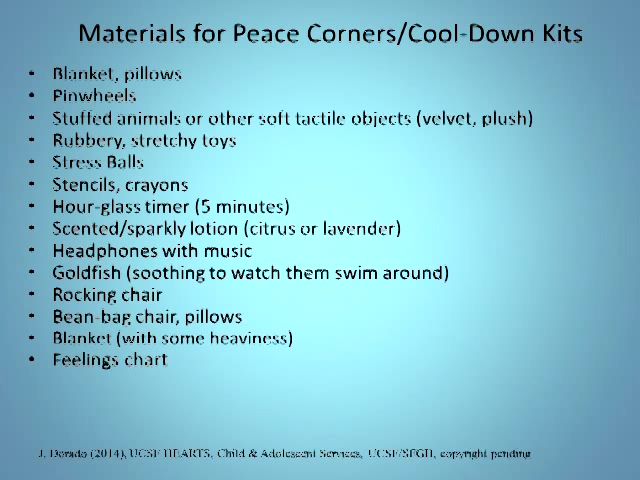 Materials for Peace Corners/Cool-Down Kits
• Blanket, pillows
• Pinwheels
• Stuffed animals or other soft tactile objects (velvet, plush)
• Rubbery, stretchy toys
• Stress Balls
• Stencils, crayons
• Hour-glass timer (5 minutes)
• Scented/sparkly lotion (citrus or lavender)
• Headphones with music
• Goldfish (soothing to watch them swim around)
• Rocking chair
• Bean-bag chair, pillows
• Blanket (with some heaviness)
• Feelings chart
J. Dorado (2014), UCSF HEARTS, Child & Adolescent Services, UCSF/SFGH, copyright pending